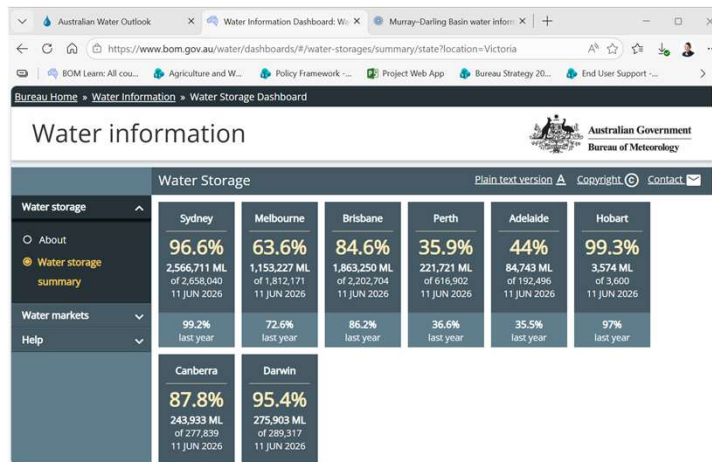 Australian Water Outlook
Water Information Dashboard: Wa
Murray–Darling Basin water inform
https://www.bom.gov.au/water/dashboards/#/water-storages/summary/state?location=Victoria
BOM Learn: All cou...
Agriculture and W...
Policy Framework -...
Project Web App
Bureau Strategy 20...
End User Support -...
Bureau Home » Water Information » Water Storage Dashboard
Water information
Australian Government
Bureau of Meteorology
Water Storage
Plain text version A
Copyright ©
Contact
Water storage
About
Water storage
summary
Water markets
Help
Sydney
96.6%
2,566,711 ML
of 2,658,040
11 JUN 2026
99.2%
last year
Melbourne
63.6%
1,153,227 ML
of 1,812,171
11 JUN 2026
72.6%
last year
Brisbane
84.6%
1,863,250 ML
of 2,202,704
11 JUN 2026
86.2%
last year
Perth
35.9%
221,721 ML
of 616,902
11 JUN 2026
36.6%
last year
Adelaide
44%
84,743 ML
of 192,496
11 JUN 2026
35.5%
last year
Hobart
99.3%
3,574 ML
of 3,600
11 JUN 2026
97%
last year
Canberra
87.8%
243,933 ML
of 277,839
11 JUN 2026
Darwin
95.4%
275,903 ML
of 289,317
11 JUN 2026